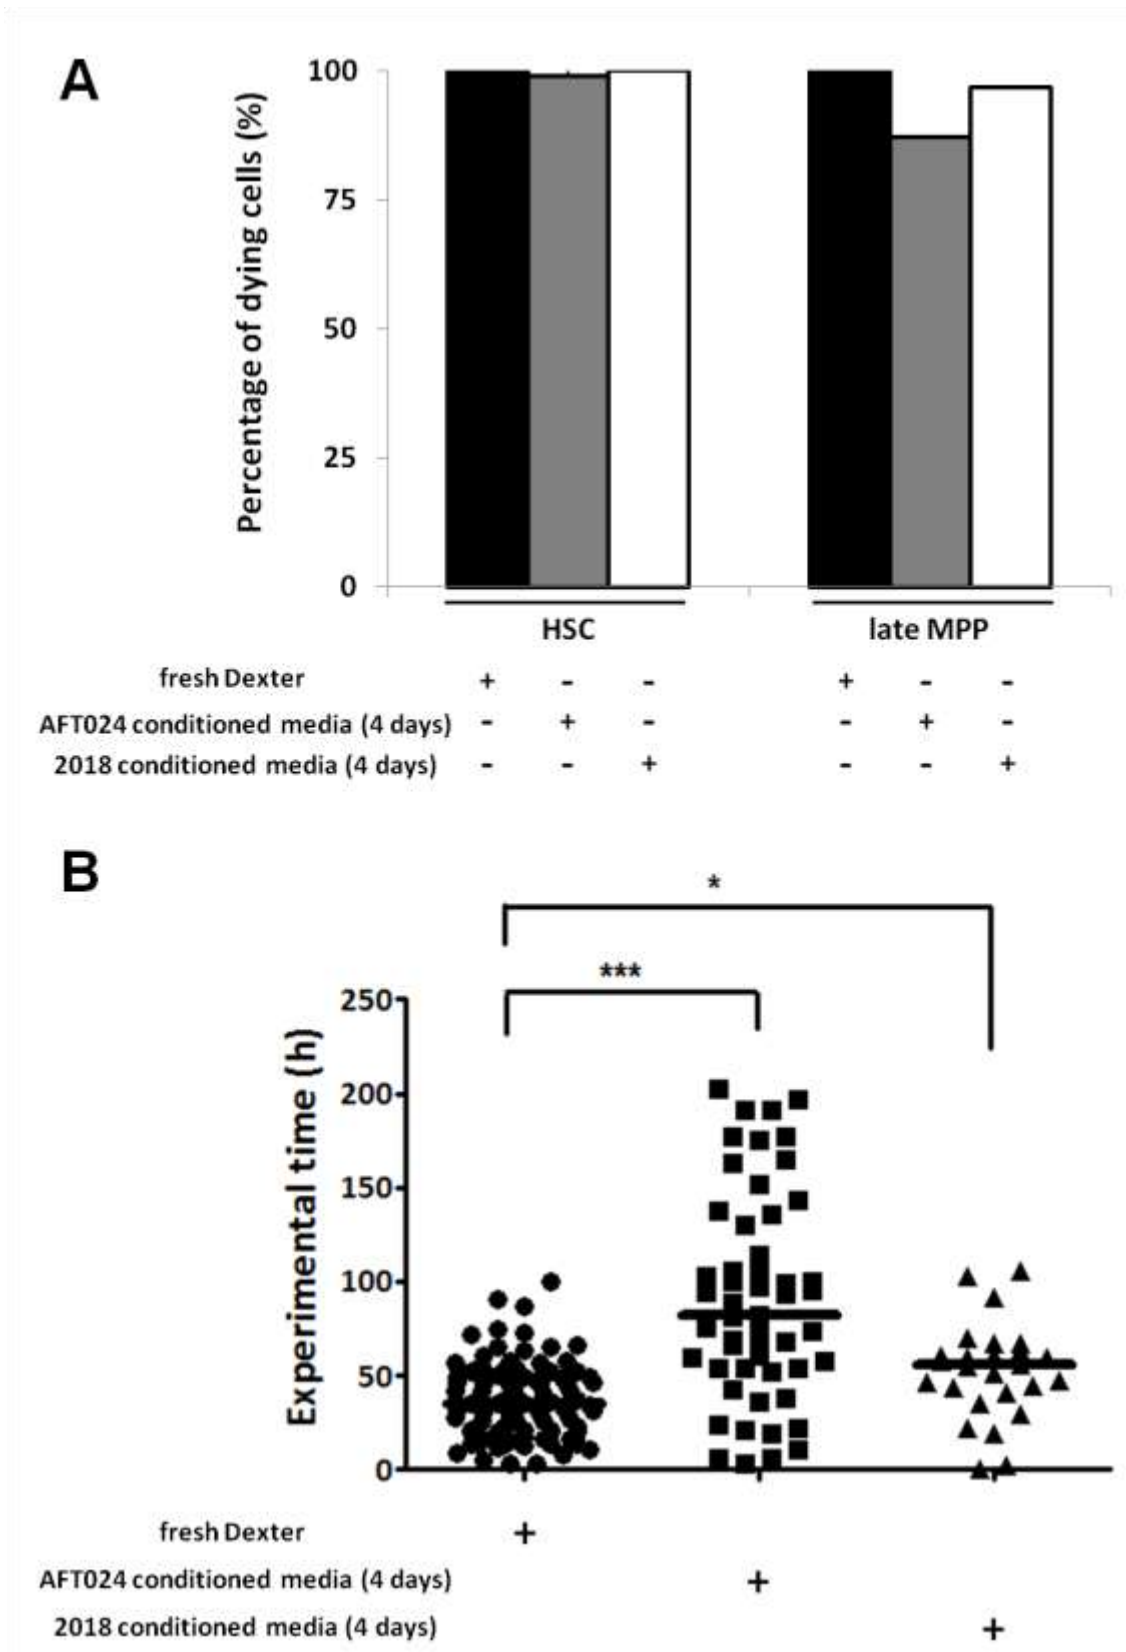 A
Percentage of dying cells (%)
100
75
50
25
0
HSC late MPP
fresh Dexter + - - + - -
AFT024 conditioned media (4 days) - + - - + -
2018 conditioned media (4 days) - - + - - +
B
*
***
Experimental time (h)
250
200
150
100
50
0
fresh Dexter +
AFT024 conditioned media (4 days) +
2018 conditioned media (4 days) +